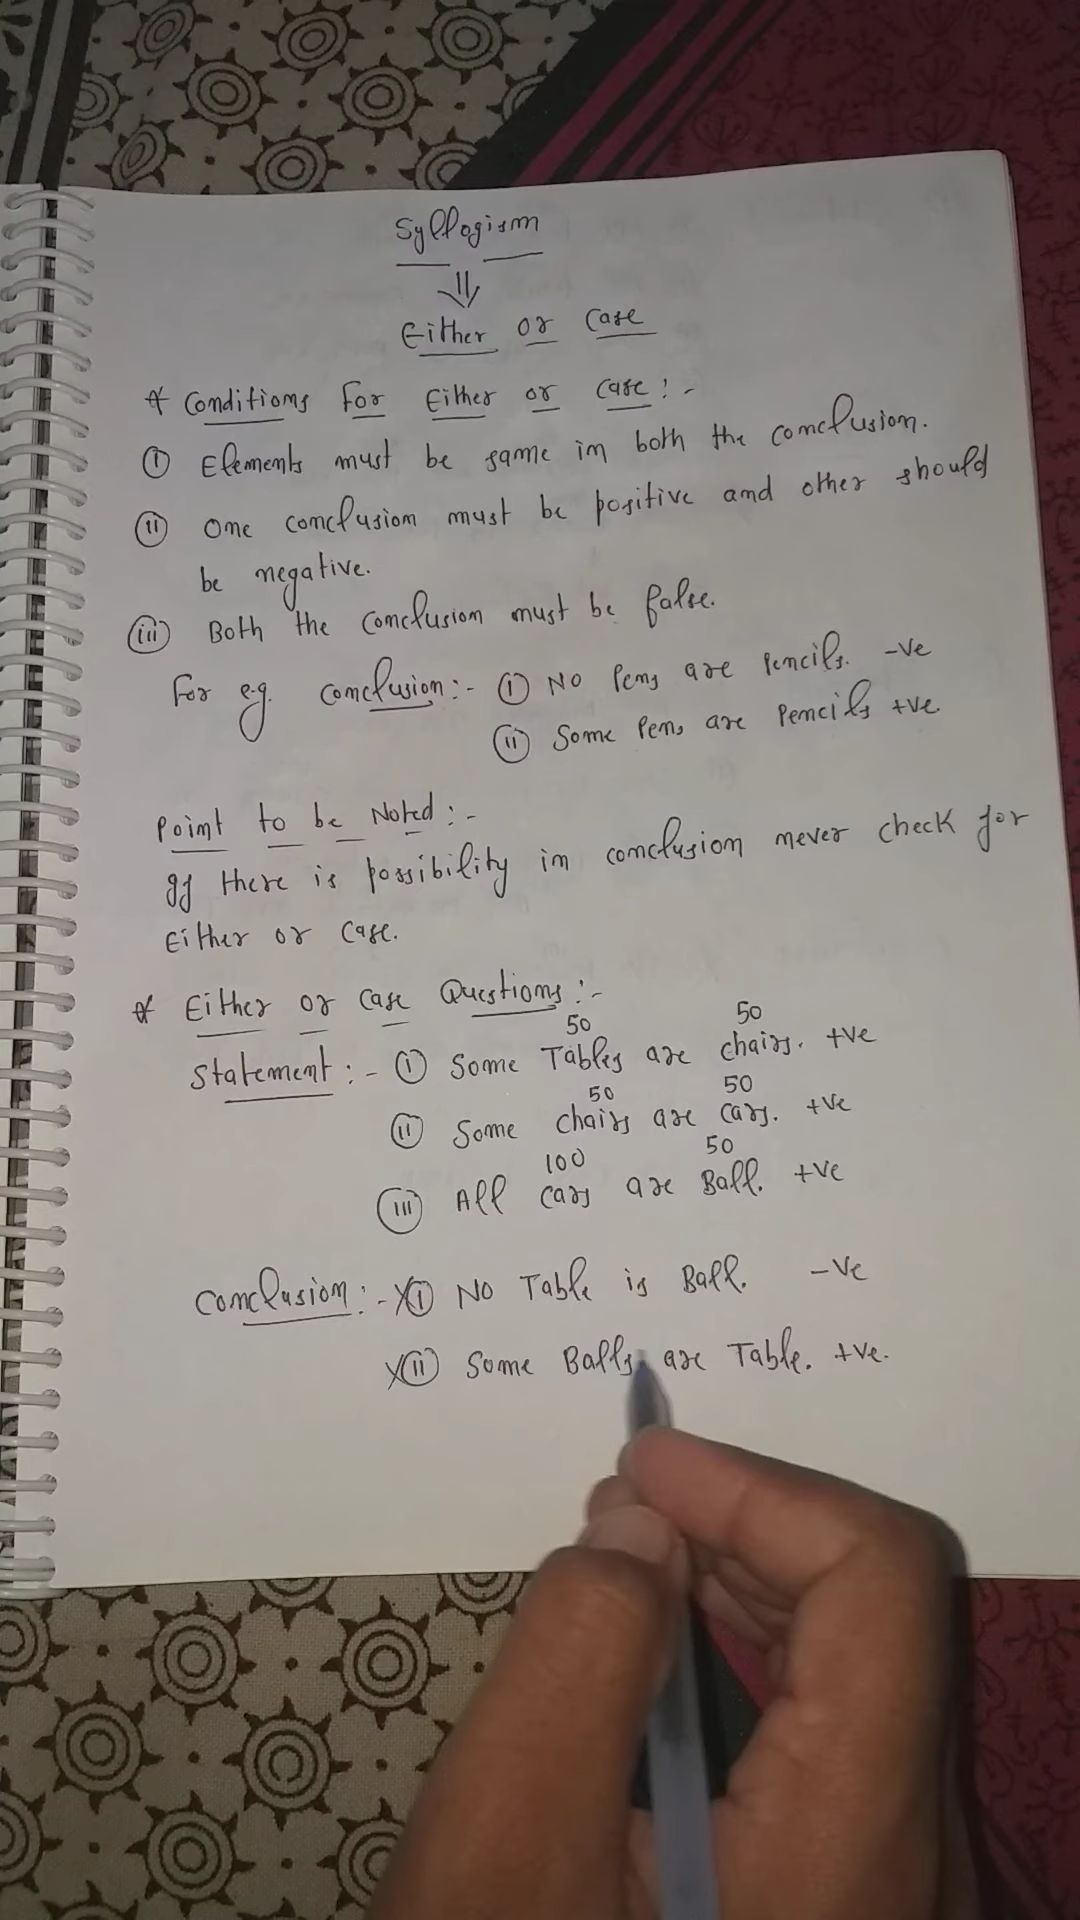 Syllogism
⇓
Either or Case
* Conditions For Either or Case :-
(i) Elements must be same in both the conclusion.
(ii) One conclusion must be positive and other should
be negative.
(iii) Both the conclusion must be false.
For e.g. conclusion :- (i) No Pens are Pencils. -ve
(ii) Some Pens are Pencils +ve
Point to be Noted :-
If there is possibility in conclusion never check for
Either or Case.
* Either or Case Questions :-
50 50
Statement :- (i) Some Tables are chairs. +ve
50 50
(ii) Some chairs are cars. +ve
100 50
(iii) All cars are Ball. +ve
Conclusion :- X(i) No Table is Ball. -ve
X(ii) Some Balls are Table. +ve.